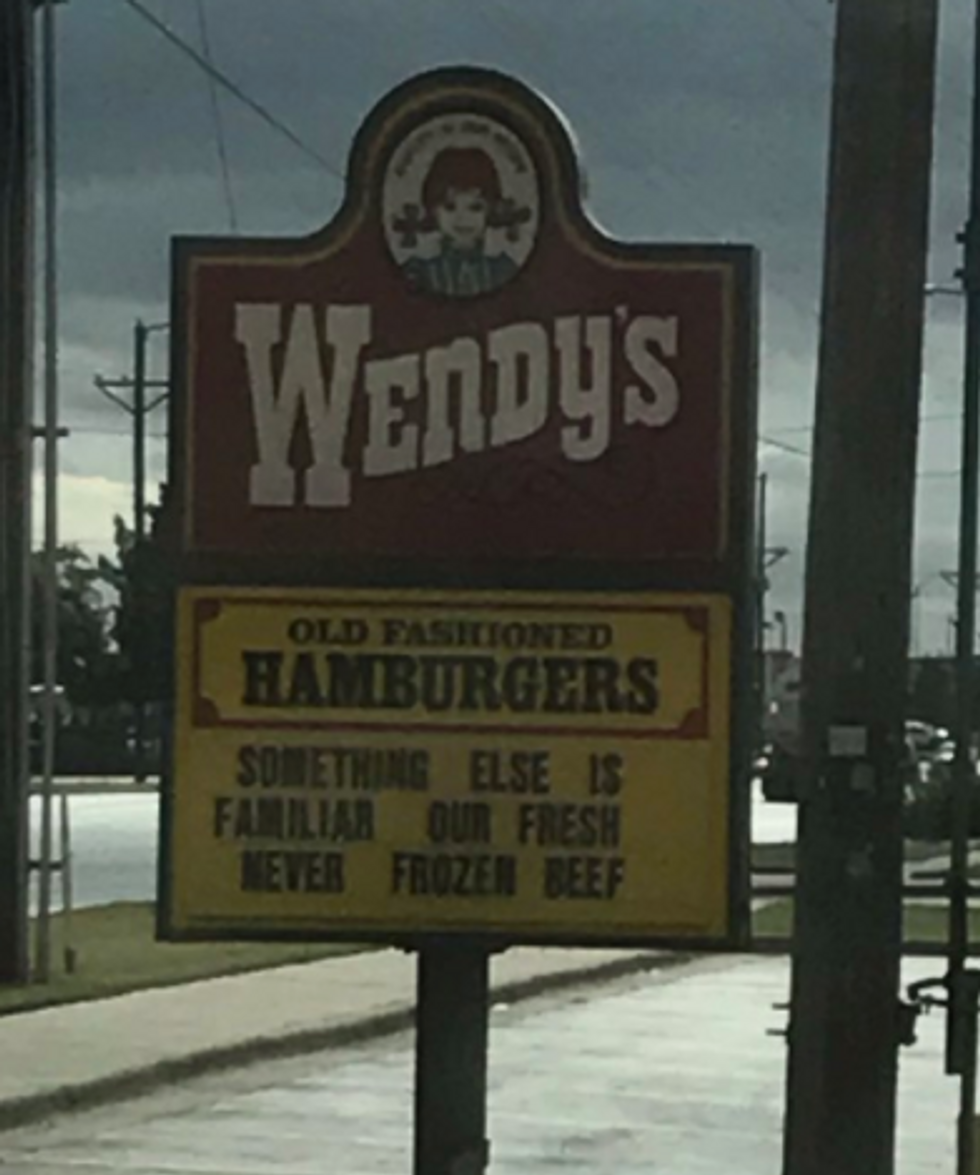 WENDY'S
OLD FASHIONED
HAMBURGERS
SOMETHING ELSE IS
FAMILIAR OUR FRESH
NEVER FROZEN BEEF